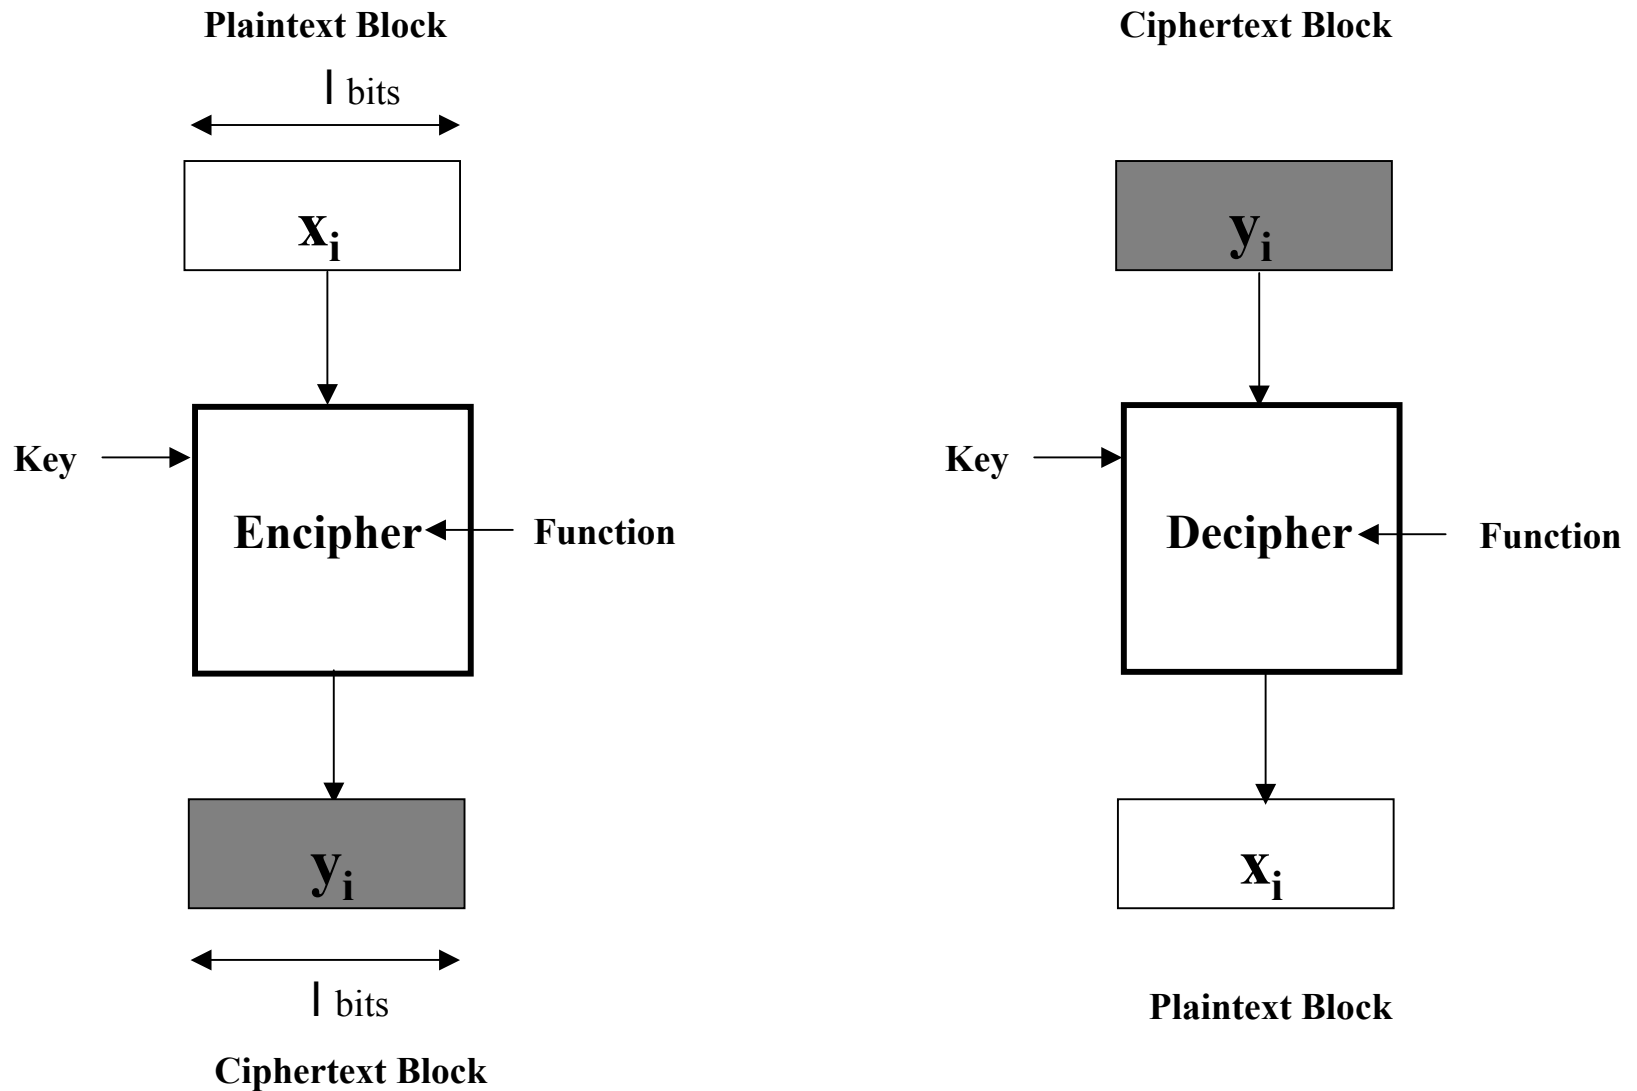 Plaintext Block
l bits
xi
Key
Encipher
Function
yi
l bits
Ciphertext Block
Ciphertext Block
yi
Key
Decipher
Function
xi
Plaintext Block